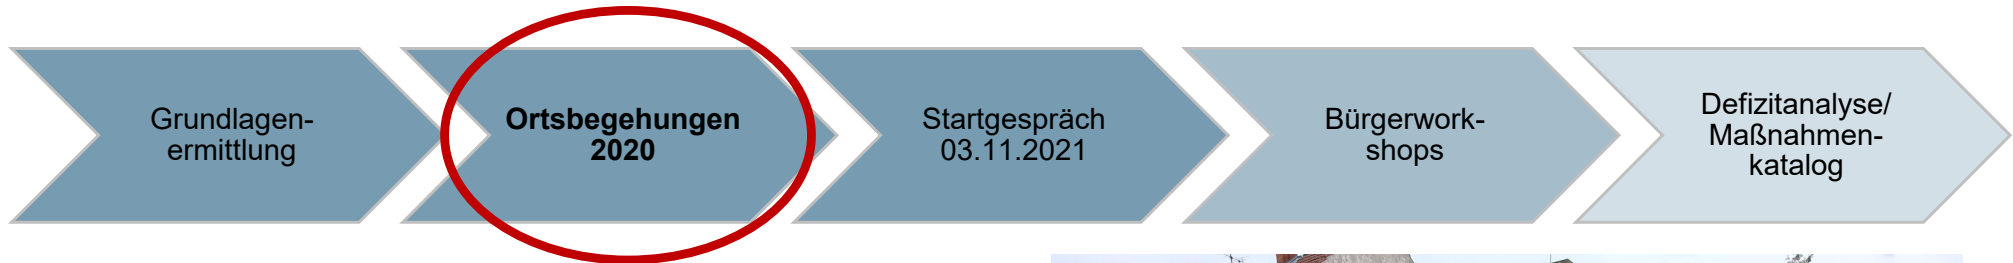 Grundlagen-
ermittlung
Ortsbegehungen
2020
Startgespräch
03.11.2021
Bürgerwork-
shops
Defizitanalyse/
Maßnahmen-
katalog